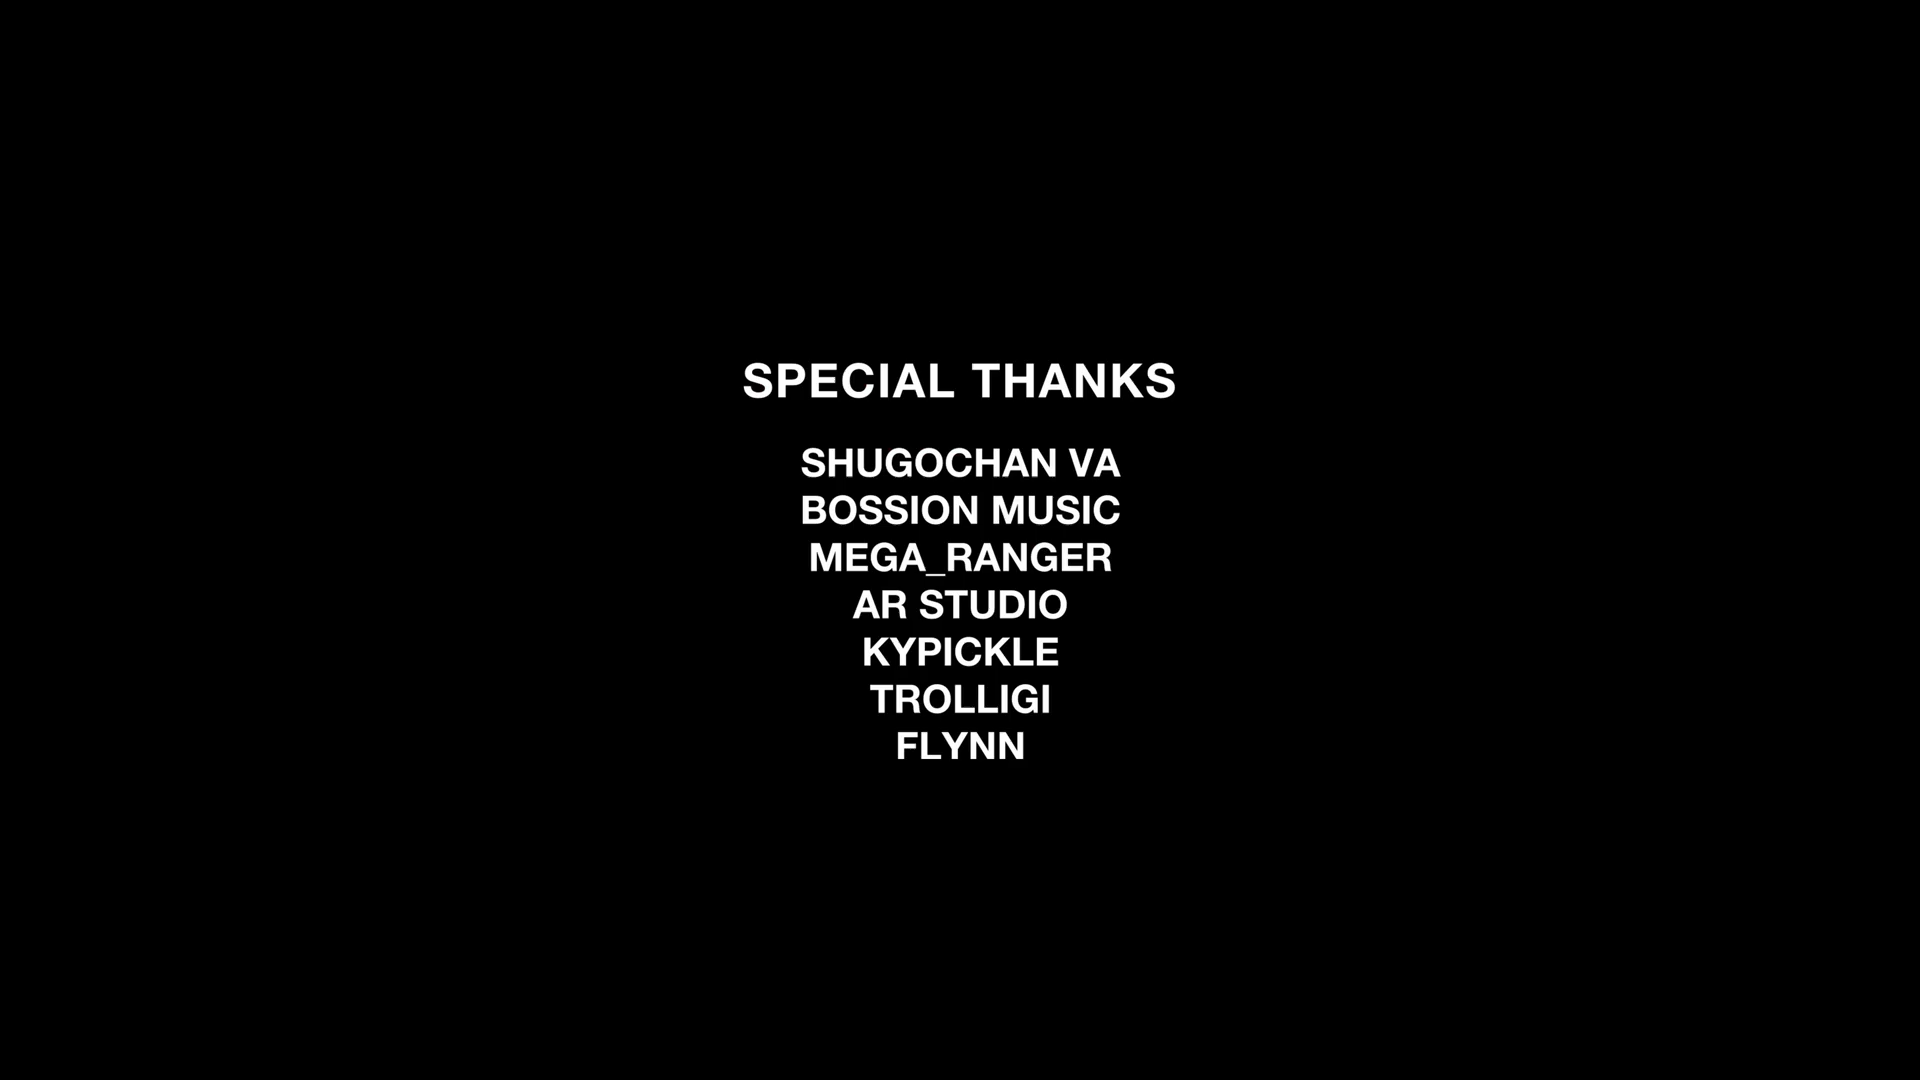 SPECIAL THANKS
SHUGOCHAN VA
BOSSION MUSIC
MEGA_RANGER
AR STUDIO
KYPICKLE
TROLLIGI
FLYNN